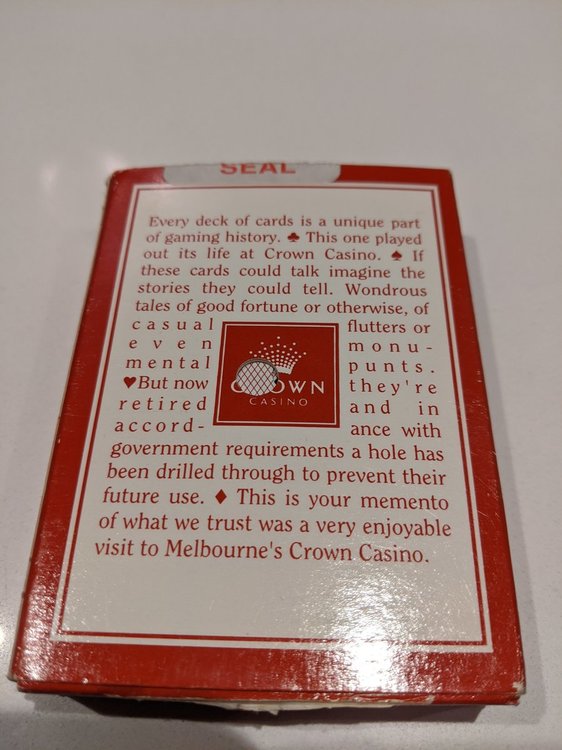 SEAL
Every deck of cards is a unique part
of gaming history. ♣ This one played
out its life at Crown Casino. ♠ If
these cards could talk imagine the
stories they could tell. Wondrous
tales of good fortune or otherwise, of
casual flutters or
even monu-
mental punts.
♥But now they're
retired and in
accord- ance with
CROWN
CASINO
government requirements a hole has
been drilled through to prevent their
future use. ♦ This is your memento
of what we trust was a very enjoyable
visit to Melbourne's Crown Casino.